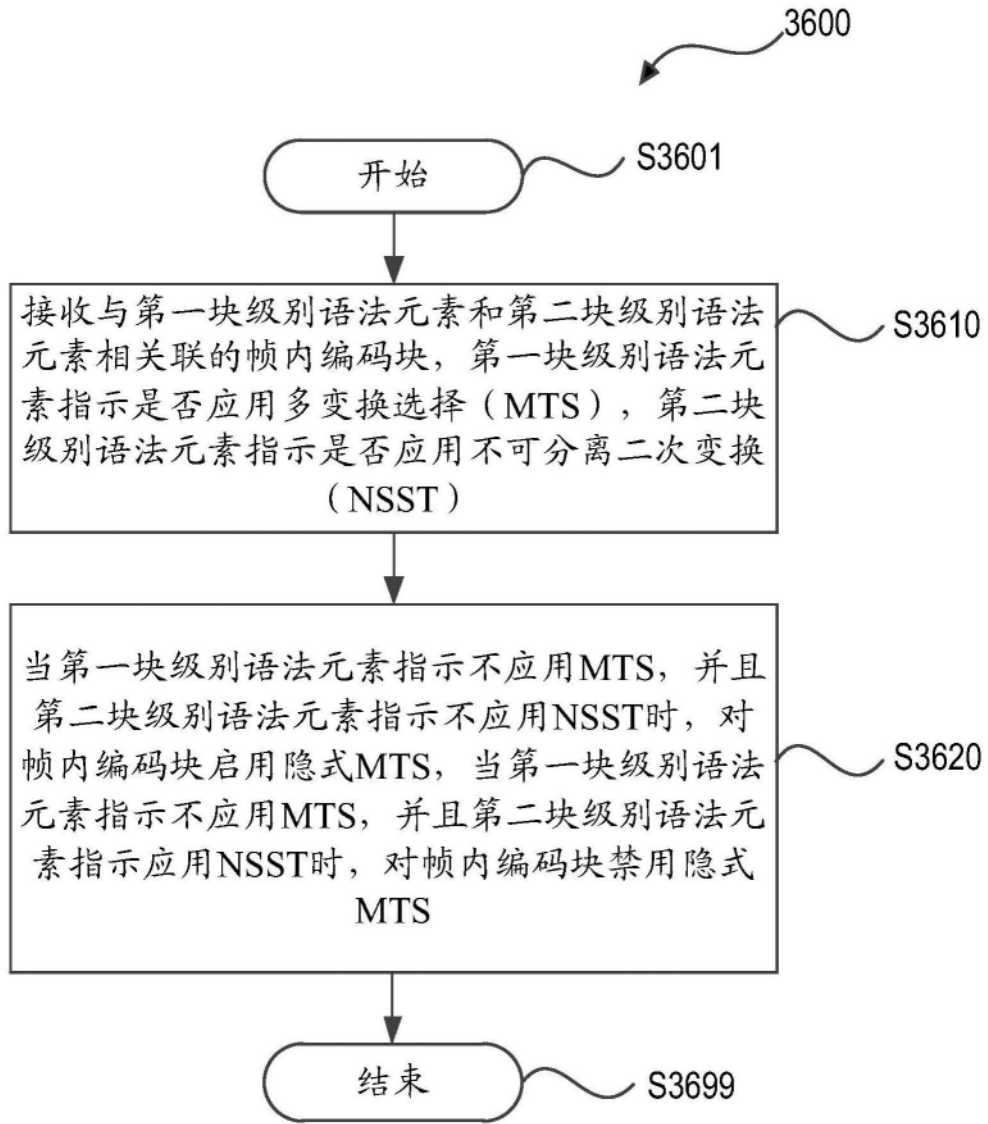 3600
开始
S3601
接收与第一块级别语法元素和第二块级别语法
元素相关联的帧内编码块，第一块级别语法元
素指示是否应用多变换选择（MTS），第二块
级别语法元素指示是否应用不可分离二次变换
（NSST）
S3610
当第一块级别语法元素指示不应用MTS，并且
第二块级别语法元素指示不应用NSST时，对
帧内编码块启用隐式MTS，当第一块级别语法
元素指示不应用MTS，并且第二块级别语法元
素指示应用NSST时，对帧内编码块禁用隐式
MTS
S3620
结束
S3699